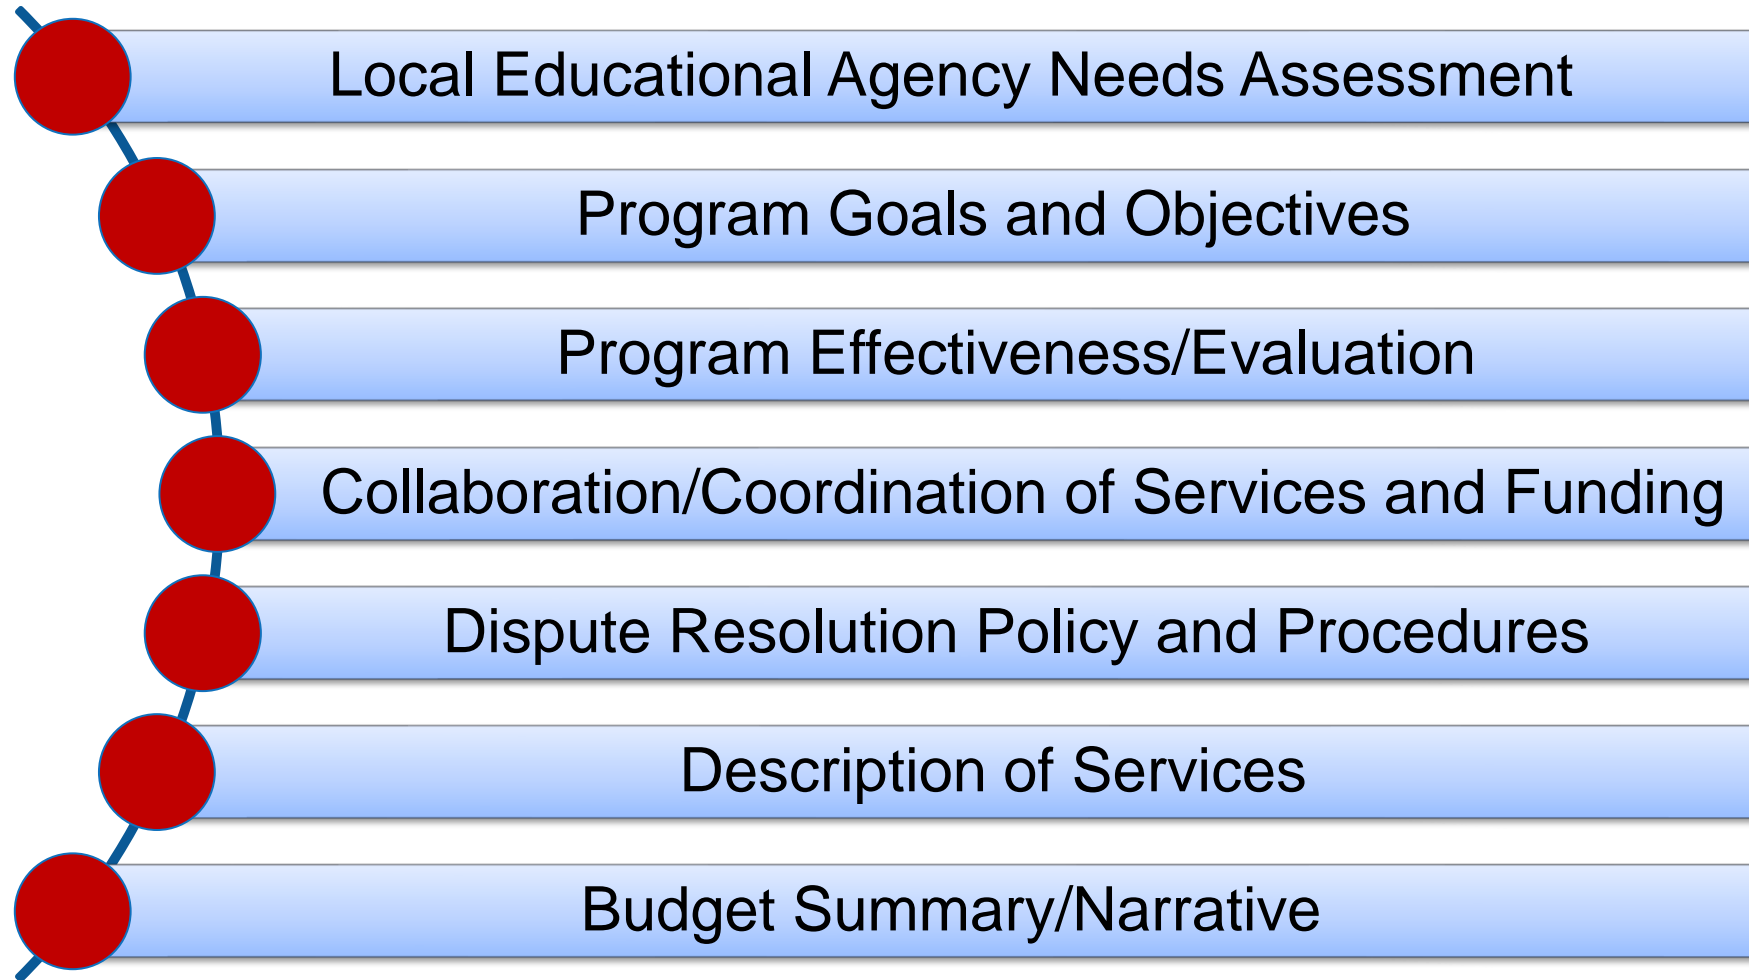 Local Educational Agency Needs Assessment
Program Goals and Objectives
Program Effectiveness/Evaluation
Collaboration/Coordination of Services and Funding
Dispute Resolution Policy and Procedures
Description of Services
Budget Summary/Narrative